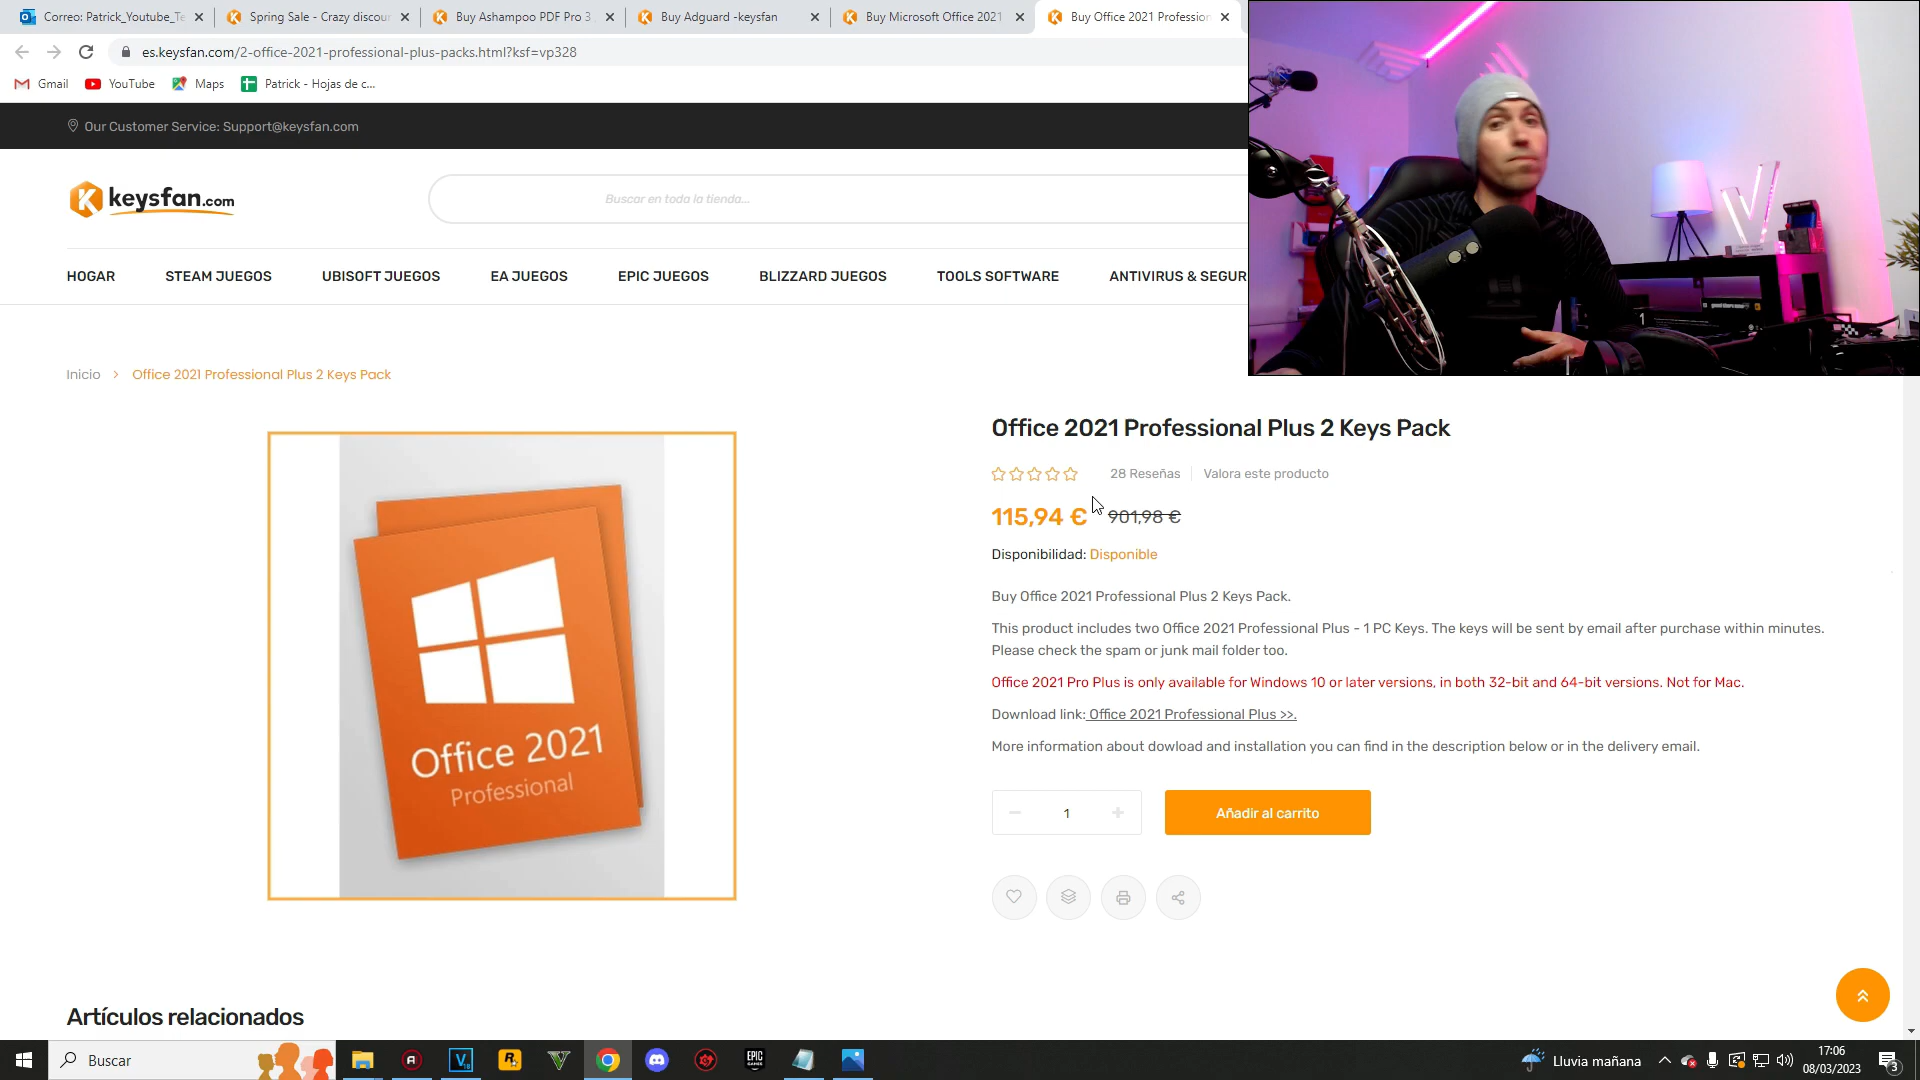 Correo: Patrick_Youtube_Te
Spring Sale - Crazy discou
Buy Ashampoo PDF Pro 3
Buy Adguard -keysfan
Buy Microsoft Office 2021
Buy Office 2021 Profession
es.keysfan.com/2-office-2021-professional-plus-packs.html?ksf=vp328
Gmail
YouTube
Maps
Patrick - Hojas de c...
Our Customer Service: Support@keysfan.com
keysfan.com
Buscar en toda la tienda...
HOGAR
STEAM JUEGOS
UBISOFT JUEGOS
EA JUEGOS
EPIC JUEGOS
BLIZZARD JUEGOS
TOOLS SOFTWARE
ANTIVIRUS & SEGUR
Inicio > Office 2021 Professional Plus 2 Keys Pack
Office 2021
Professional
Office 2021 Professional Plus 2 Keys Pack
28 Reseñas
Valora este producto
115,94 € 901,98 €
Disponibilidad: Disponible
Buy Office 2021 Professional Plus 2 Keys Pack.
This product includes two Office 2021 Professional Plus - 1 PC Keys. The keys will be sent by email after purchase within minutes.
Please check the spam or junk mail folder too.
Office 2021 Pro Plus is only available for Windows 10 or later versions, in both 32-bit and 64-bit versions. Not for Mac.
Download link: Office 2021 Professional Plus >>.
More information about dowload and installation you can find in the description below or in the delivery email.
1
Añadir al carrito
Artículos relacionados
Buscar
EPIC
GAMES
Lluvia mañana
17:06
08/03/2023
3